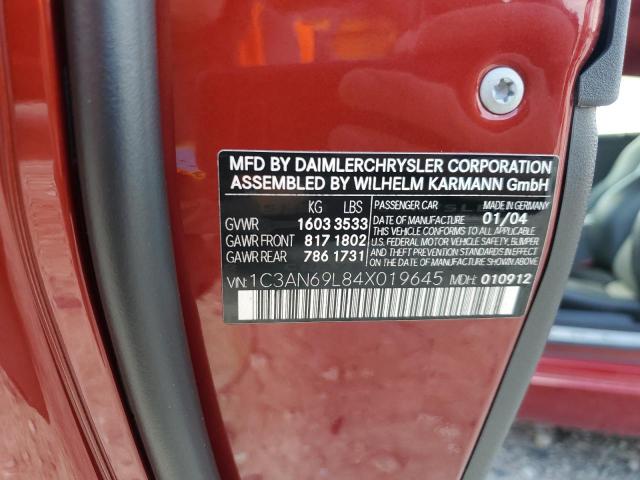 MFD BY DAIMLERCHRYSLER CORPORATION
ASSEMBLED BY WILHELM KARMANN GmbH
KG LBS
GVWR 1603 3533
GAWR FRONT 817 1802
GAWR REAR 786 1731
PASSENGER CAR MADE IN GERMANY
DATE OF MANUFACTURE 01/04
THIS VEHICLE CONFORMS TO ALL APPLICABLE
U.S. FEDERAL MOTOR VEHICLE SAFETY, BUMPER,
AND THEFT PREVENTION STANDARDS IN EFFECT
ON THE DATE OF MANUFACTURE SHOWN ABOVE.
VIN: 1C3AN69L84X019645 MDH: 010912